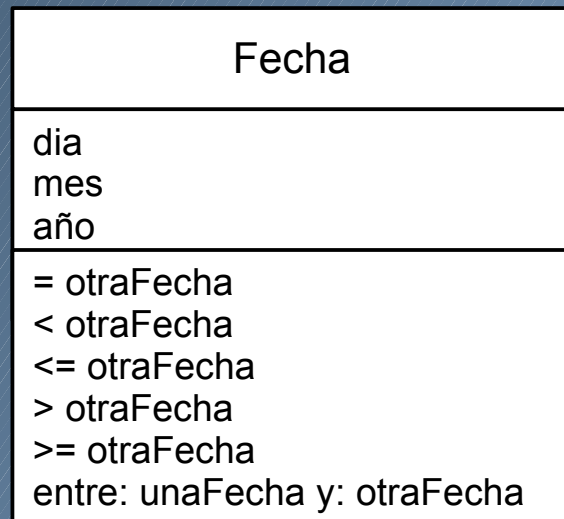 Fecha
dia
mes
año
= otraFecha
< otraFecha
<= otraFecha
> otraFecha
>= otraFecha
entre: unaFecha y: otraFecha